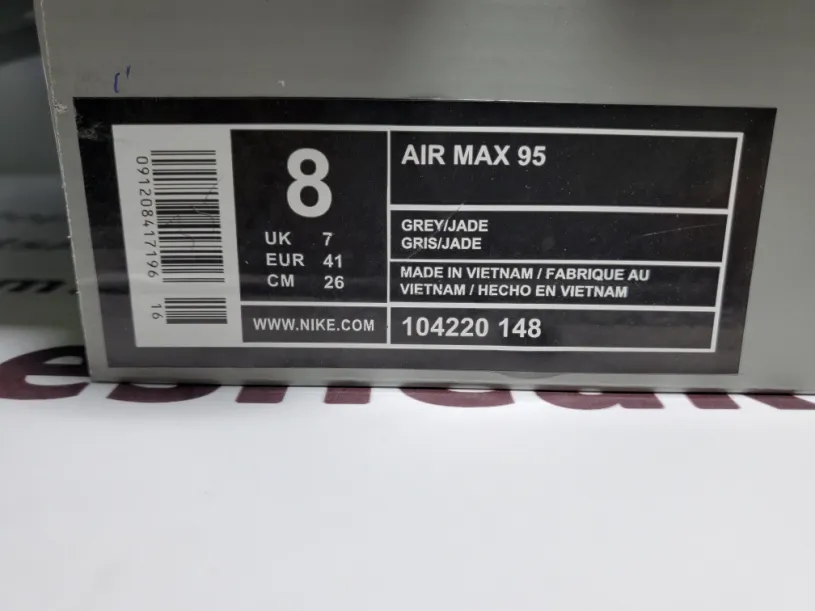 091208417196 16
8
UK 7
EUR 41
CM 26
WWW.NIKE.COM
AIR MAX 95
GREY/JADE
GRIS/JADE
MADE IN VIETNAM / FABRIQUE AU
VIETNAM / HECHO EN VIETNAM
104220 148